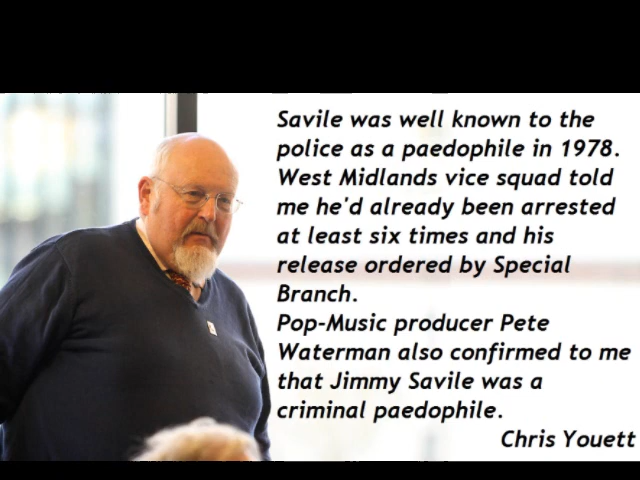 Savile was well known to the
police as a paedophile in 1978.
West Midlands vice squad told
me he'd already been arrested
at least six times and his
release ordered by Special
Branch.
Pop-Music producer Pete
Waterman also confirmed to me
that Jimmy Savile was a
criminal paedophile.
Chris Youett